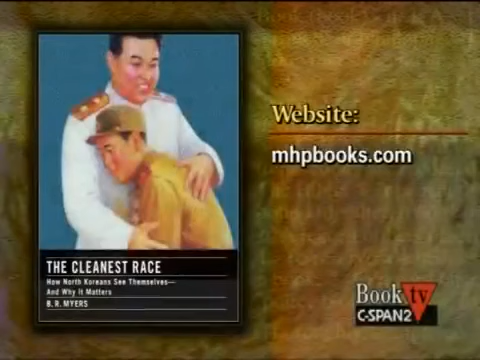 Website:
mhpbooks.com
THE CLEANEST RACE
How North Koreans See Themselves—
And Why It Matters
B.R. MYERS
Book tv
C-SPAN2